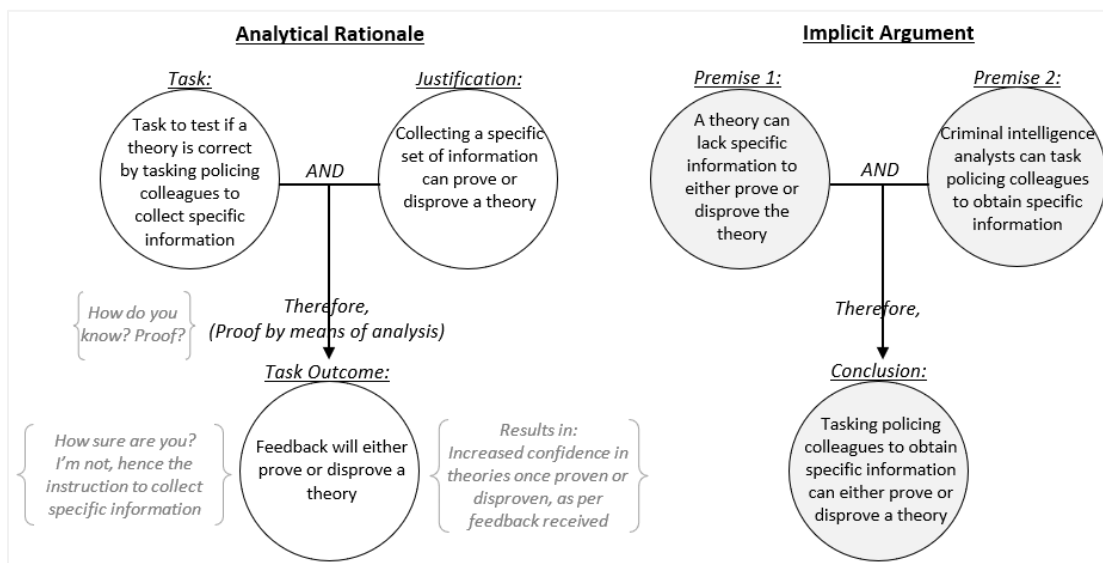 Analytical Rationale
Task:
Task to test if a
theory is correct
by tasking policing
colleagues to
collect specific
information
AND
Justification:
Collecting a specific
set of information
can prove or
disprove a theory
How do you
know? Proof?
Therefore,
(Proof by means of analysis)
Task Outcome:
Feedback will either
prove or disprove a
theory
How sure are you?
I'm not, hence the
instruction to collect
specific information
Results in:
Increased confidence in
theories once proven or
disproven, as per
feedback received
Implicit Argument
Premise 1:
A theory can
lack specific
information to
either prove or
disprove the
theory
AND
Premise 2:
Criminal intelligence
analysts can task
policing colleagues
to obtain specific
information
Therefore,
Conclusion:
Tasking policing
colleagues to obtain
specific information
can either prove or
disprove a theory